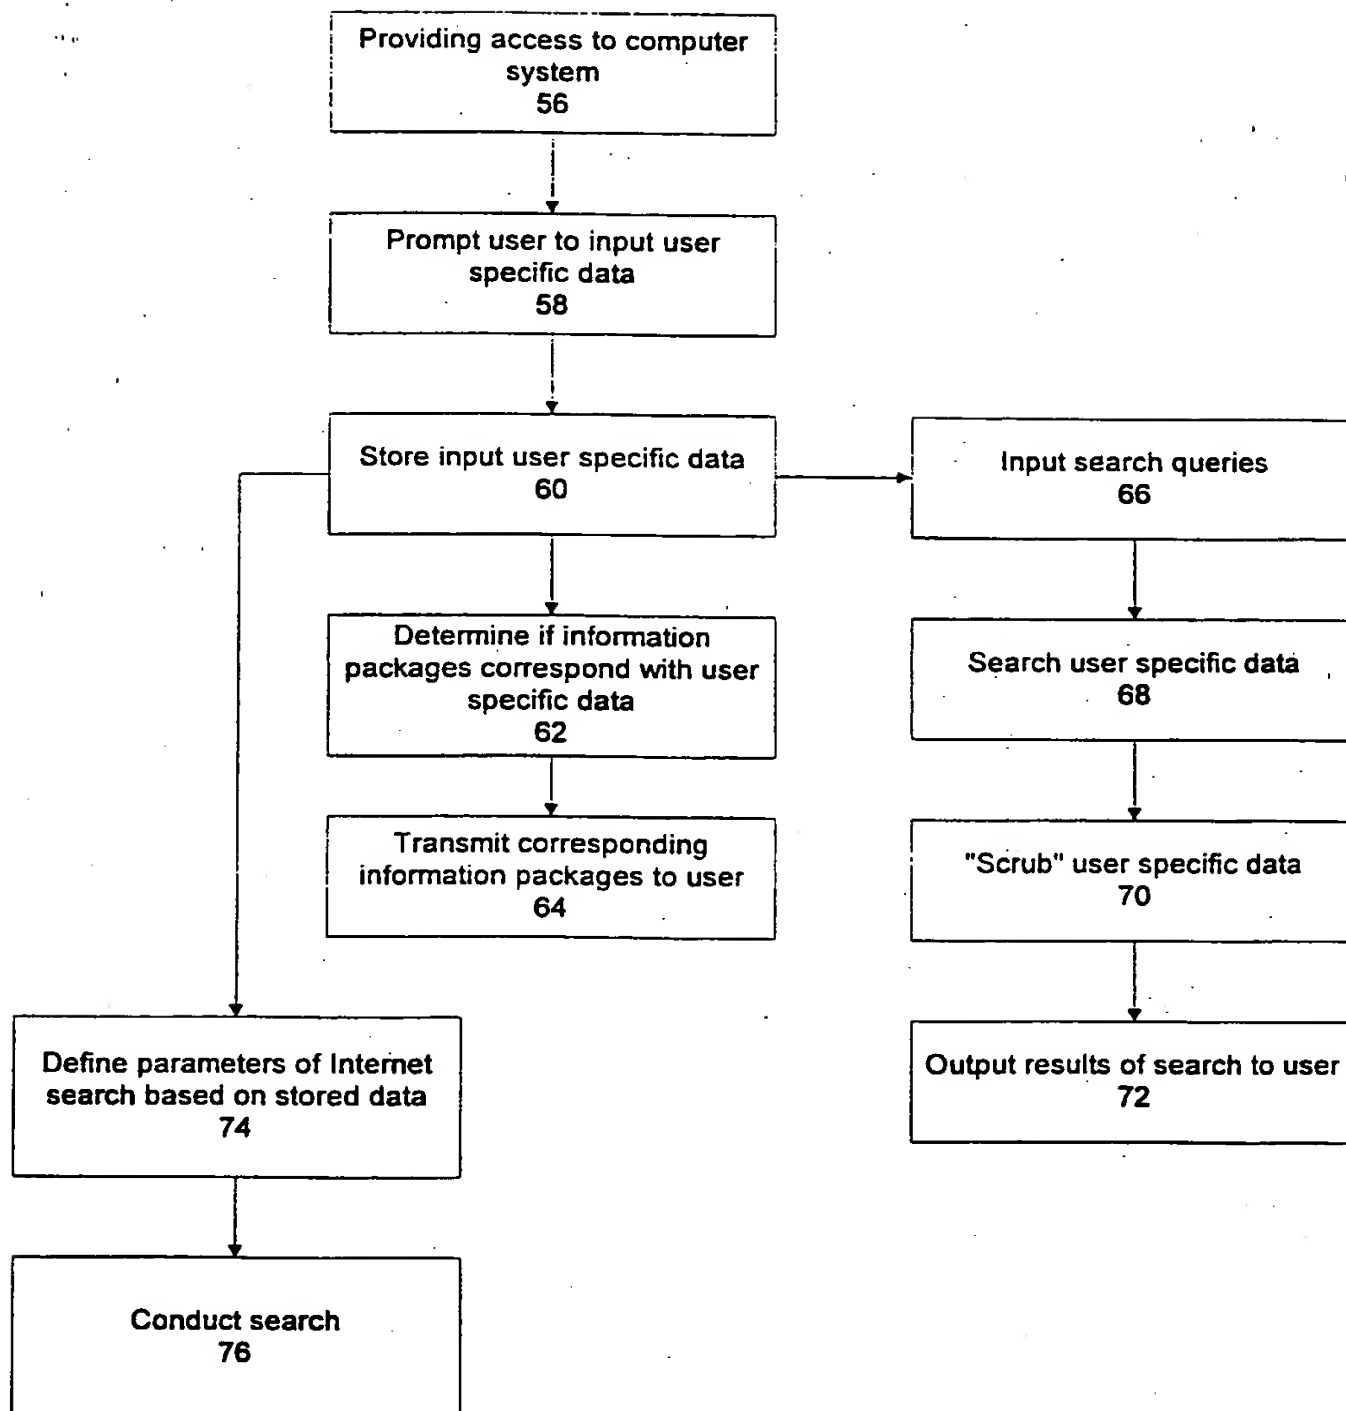 Providing access to computer
system
56
Prompt user to input user
specific data
58
Store input user specific data
60
Input search queries
66
Determine if information
packages correspond with user
specific data
62
Search user specific data
68
Transmit corresponding
information packages to user
64
"Scrub" user specific data
70
Define parameters of Internet
search based on stored data
74
Output results of search to user
72
Conduct search
76